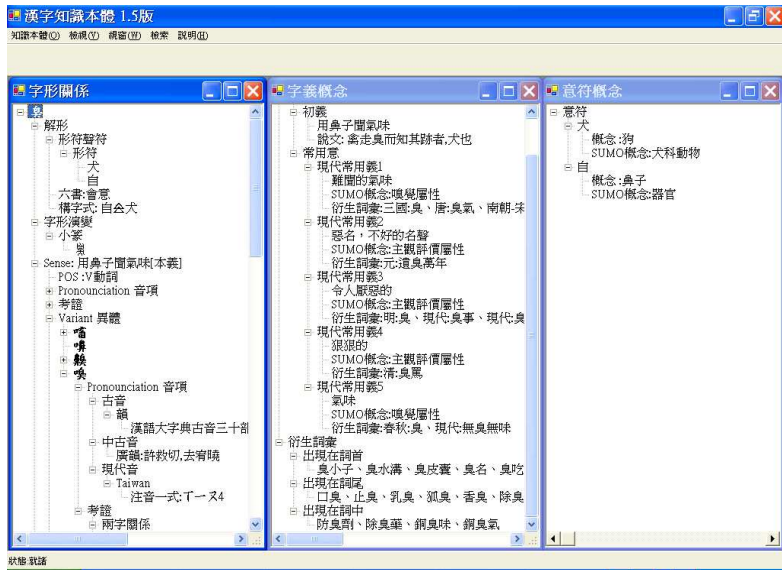 漢字知識本體 1.5版
知識本體(O) 檢視(V) 視窗(W) 檢索 說明(H)
字形關係
臭
解形
形符聲符
形符
犬
自
六書:會意
構字式: 自亼犬
字形演變
小篆
臭
Sense: 用鼻子聞氣味[本義]
POS :V動詞
Pronounciation 音項
考證
Variant 異體
嗅
Pronounciation 音項
古音
韻
漢語大字典古音三十部
中古音
廣韻:許救切,去宥曉
現代音
Taiwan
注音一式:ㄒㄧㄡ4
考證
兩字關係
字義概念
初義
用鼻子聞氣味
說文: 禽走臭而知其跡者,犬也
常用意
現代常用義1
難聞的氣味
SUMO概念:嗅覺屬性
衍生詞彙:三國:臭、唐:臭氣、南朝-宋
現代常用義2
惡名，不好的名聲
SUMO概念:主觀評價屬性
衍生詞彙:元:遺臭萬年
現代常用義3
令人厭惡的
SUMO概念:主觀評價屬性
衍生詞彙:明:臭、現代:臭事、現代:臭
現代常用義4
狠狠的
SUMO概念:主觀評價屬性
衍生詞彙:清:臭罵
現代常用義5
氣味
SUMO概念:嗅覺屬性
衍生詞彙:春秋:臭、現代:無臭無味
衍生詞彙
出現在詞首
臭小子、臭水溝、臭皮囊、臭名、臭吃
出現在詞尾
口臭、止臭、乳臭、狐臭、香臭、除臭
出現在詞中
防臭劑、除臭藥、銅臭味、銅臭氣
意符概念
意符
犬
概念:狗
SUMO概念:犬科動物
自
概念:鼻子
SUMO概念:器官
狀態:就諸